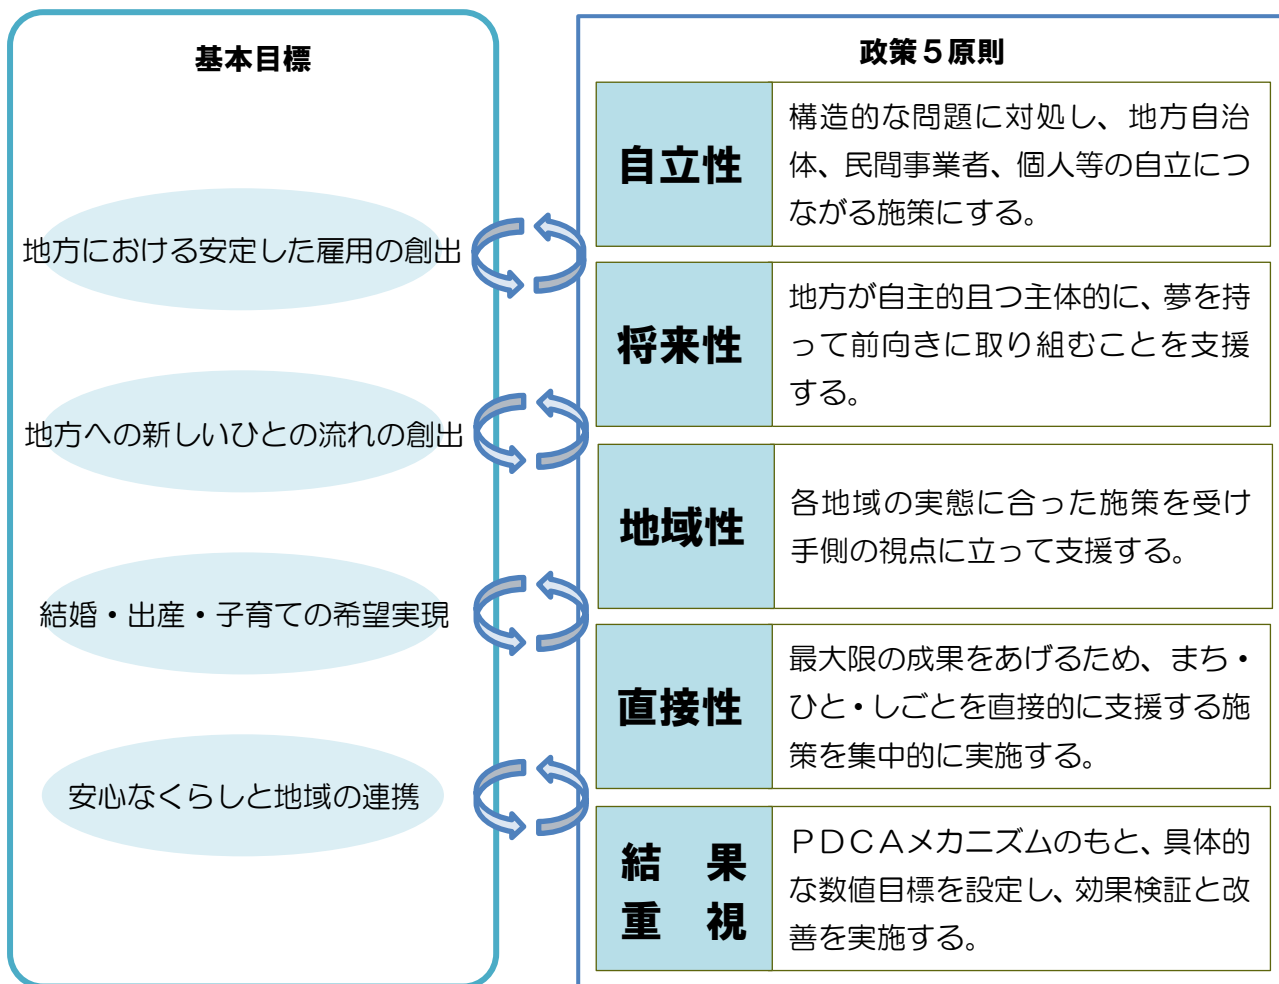 基本目標
地方における安定した雇用の創出
地方への新しいひとの流れの創出
結婚・出産・子育ての希望実現
安心なくらしと地域の連携
政策５原則
自立性
構造的な問題に対処し、地方自治
体、民間事業者、個人等の自立につ
ながる施策にする。
将来性
地方が自主的且つ主体的に、夢を持
って前向きに取り組むことを支援
する。
地域性
各地域の実態に合った施策を受け
手側の視点に立って支援する。
直接性
最大限の成果をあげるため、まち・
ひと・しごとを直接的に支援する施
策を集中的に実施する。
結　果
重　視
ＰＤＣＡメカニズムのもと、具体的
な数値目標を設定し、効果検証と改
善を実施する。